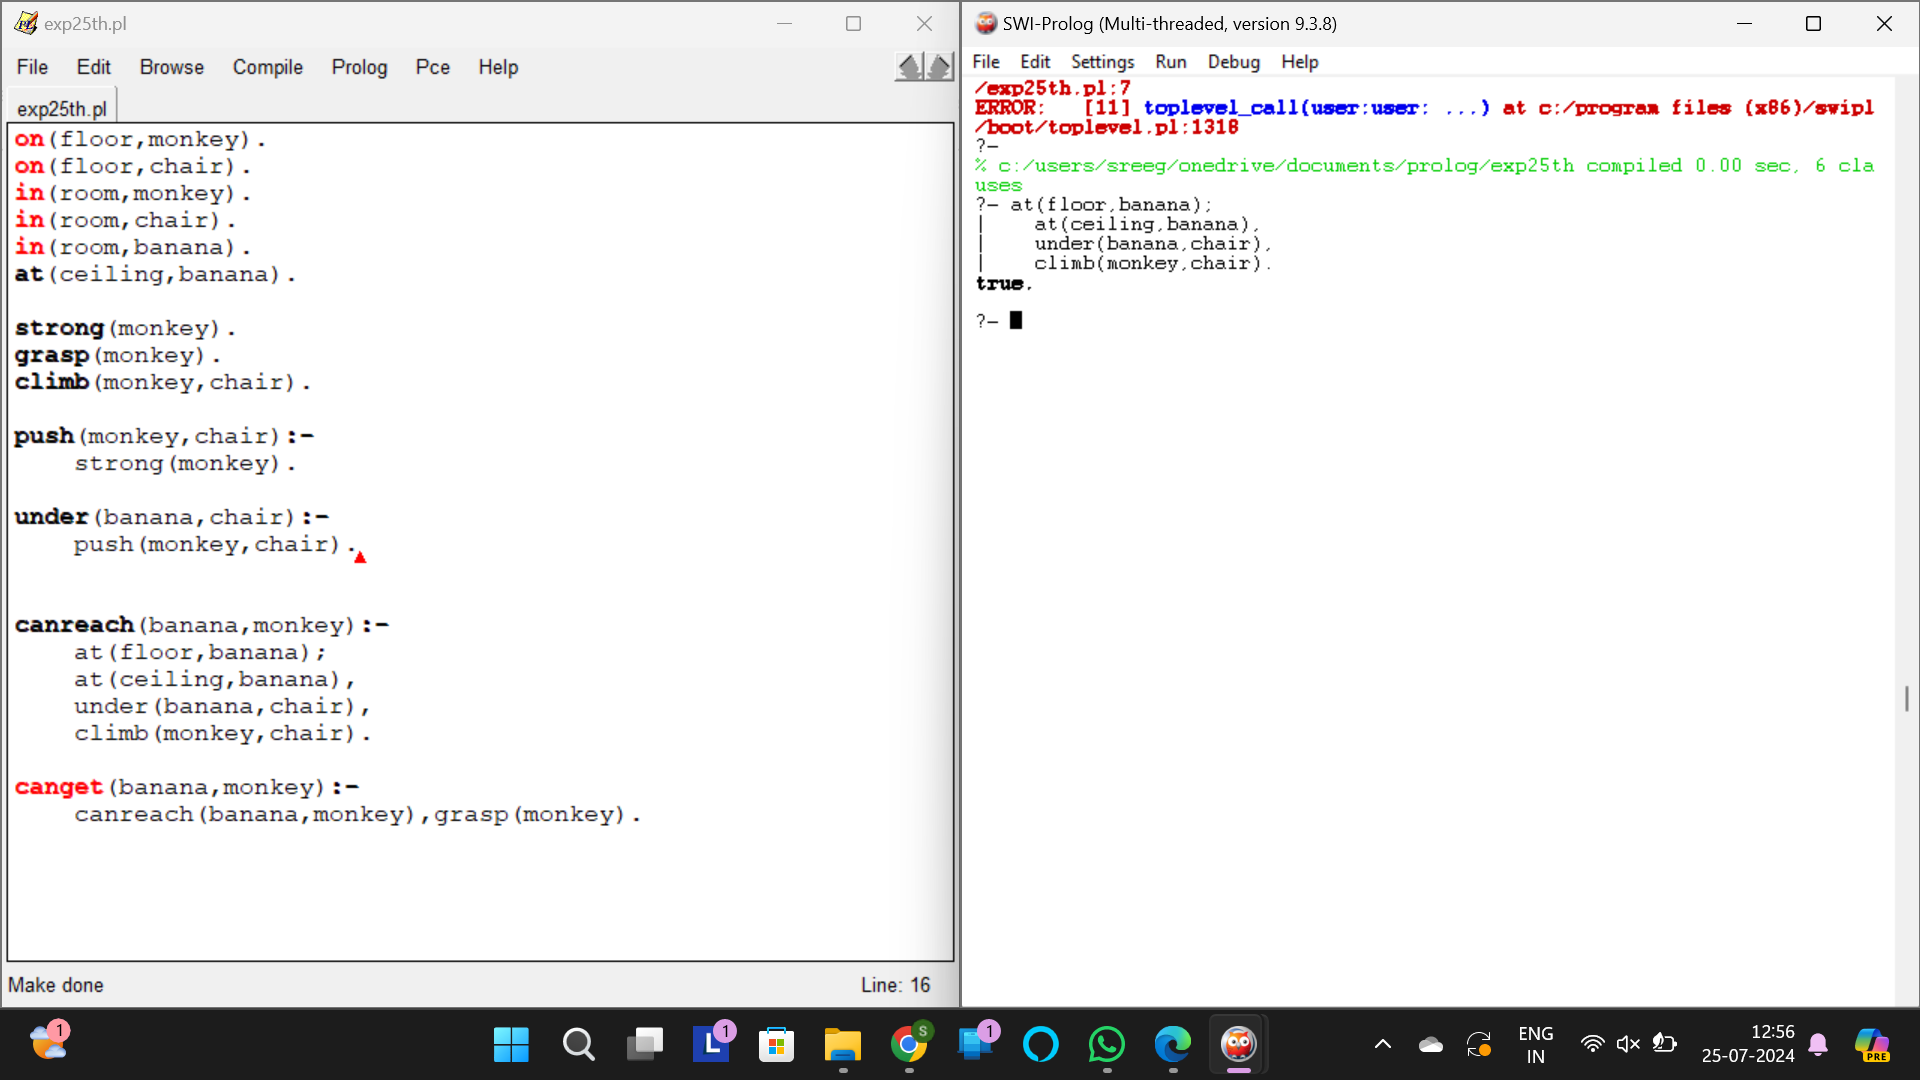 exp25th.pl
File Edit Browse Compile Prolog Pce Help
exp25th.pl
on(floor,monkey).
on(floor,chair).
in(room,monkey).
in(room,chair).
in(room,banana).
at(ceiling,banana).
strong(monkey).
grasp(monkey).
climb(monkey,chair).
push(monkey,chair):-
    strong(monkey).
under(banana,chair):-
    push(monkey,chair).
canreach(banana,monkey):-
    at(floor,banana);
    at(ceiling,banana),
    under(banana,chair),
    climb(monkey,chair).
canget(banana,monkey):-
    canreach(banana,monkey),grasp(monkey).
Make done
Line: 16
SWI-Prolog (Multi-threaded, version 9.3.8)
File Edit Settings Run Debug Help
/exp25th.pl:7
ERROR:   [11] toplevel_call(user:user: ...) at c:/program files (x86)/swipl
/boot/toplevel.pl:1318
?-
% c:/users/sreeg/onedrive/documents/prolog/exp25th compiled 0.00 sec, 6 cla
uses
?- at(floor,banana);
|    at(ceiling,banana),
|    under(banana,chair),
|    climb(monkey,chair).
true.
?-
1
L
1
S
1
ENG
IN
12:56
25-07-2024
PRE